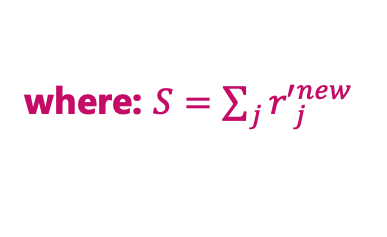 where: S = ∑ⱼ r′ⱼⁿᵉʷ